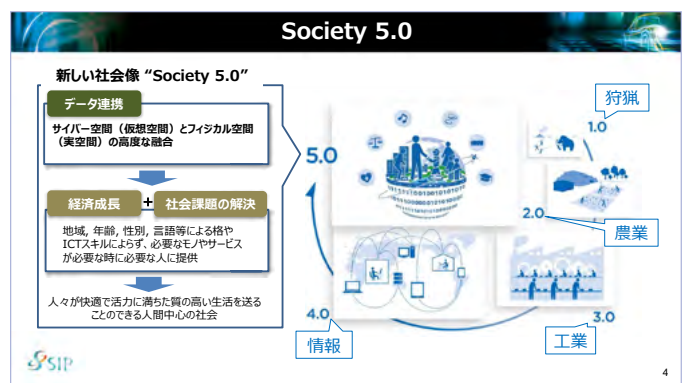 Society 5.0
新しい社会像 “Society 5.0”
データ連携
サイバー空間（仮想空間）とフィジカル空間
（実空間）の高度な融合
経済成長 + 社会課題の解決
地域, 年齢, 性別, 言語等による格や
ICTスキルによらず、必要なモノやサービス
が必要な時に必要な人に提供
人々が快適で活力に満ちた質の高い生活を送る
ことのできる人間中心の社会
狩猟
1.0
5.0
2.0
農業
4.0
情報
3.0
工業
SIP
4